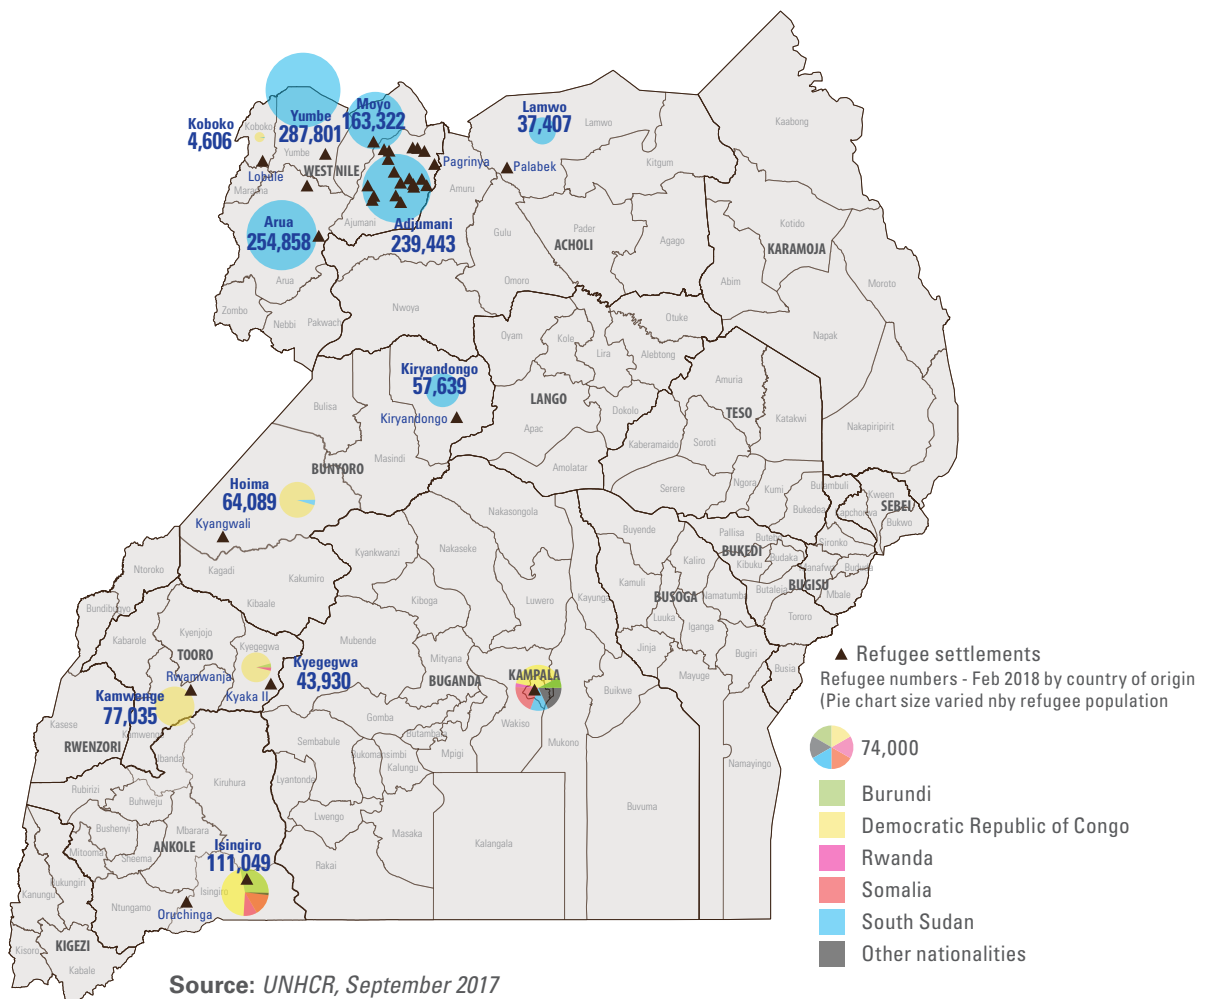 Kaabong
Koboko
4,606
Koboko
Yumbe
287,801
Yumbe
Moyo
163,322
Lamwo
37,407
Lamwo
Kitgum
WEST NILE
Pagrinya
Palabek
Lobule
Maracha
Amuru
Kotido
Arua
254,858
Ajumani
Adjumani
239,443
Gulu
Pader
ACHOLI
Agago
KARAMOJA
Abim
Moroto
Arua
Omoro
Zombo
Nebbi
Pakwach
Nwoya
Otuke
Napak
Oyam
Kole
Lira
Alebtong
Kiryandongo
57,639
Kiryandongo
Amuria
LANGO
Dokolo
TESO
Katakwi
Bulisa
Apac
Kaberamaido
Soroti
Nakapiripirit
Masindi
BUNYORO
Amolatar
Hoima
64,089
Kyangwali
Serere
Ngora
Kumi
Bulambuli
Kween
SEBEI
Kapchorwa
Bukwo
Bukedea
Nakasongola
Buyende
Pallisa
Butebo
BUKEDI
Sironko
Kyankwanzi
Nakaseke
Kaliro
Kibuku
Budaka
Manafwa
Bududa
Ntoroko
Kagadi
Kakumiro
Kamuli
BUGISU
Butaleja
Mbale
Bundibugyo
Kibaale
Kiboga
Luwero
Kayunga
BUSOGA
Namatumba
Luuka
Iganga
Tororo
Kabarole
Kyenjojo
TOORO
Kyegegwa
Mubende
Mityana
Jinja
Bugiri
Busia
Kyegegwa
43,930
Rwamwanja
Kyaka II
BUGANDA
KAMPALA
Buikwe
Mayuge
Kamwenge
77,035
Kasese
Kamwenge
RWENZORI
Gomba
Butambala
Wakiso
Mpigi
Mukono
Sembabule
Bukomansimbi
Kalungu
Ibanda
Kiruhura
Lyantonde
Namayingo
Rubirizi
Buhweju
Lwengo
Buvuma
Bushenyi
Mbarara
Masaka
Kalangala
Mitooma
Sheema
ANKOLE
Isingiro
111,049
Rakai
Rukungiri
Kanungu
Isingiro
Ntungamo
Oruchinga
KIGEZI
Kisoro
Kabale
Refugee settlements
Refugee numbers - Feb 2018 by country of origin
(Pie chart size varied nby refugee population
74,000
Burundi
Democratic Republic of Congo
Rwanda
Somalia
South Sudan
Other nationalities
Source: UNHCR, September 2017